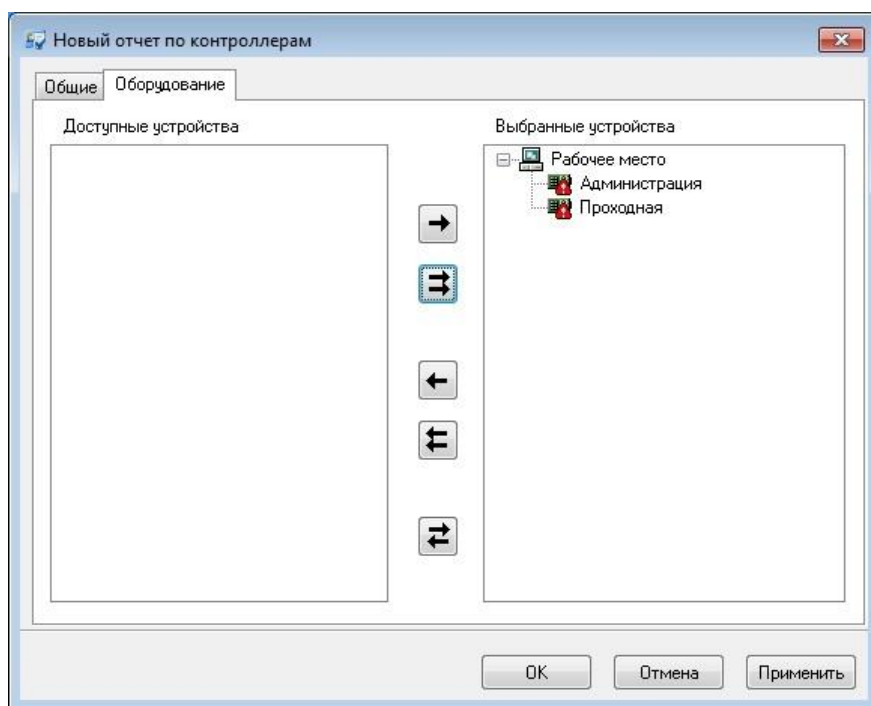 Новый отчет по контроллерам
Общие Оборудование
Доступные устройства Выбранные устройства
Рабочее место
Администрация
Проходная
OK Отмена Применить